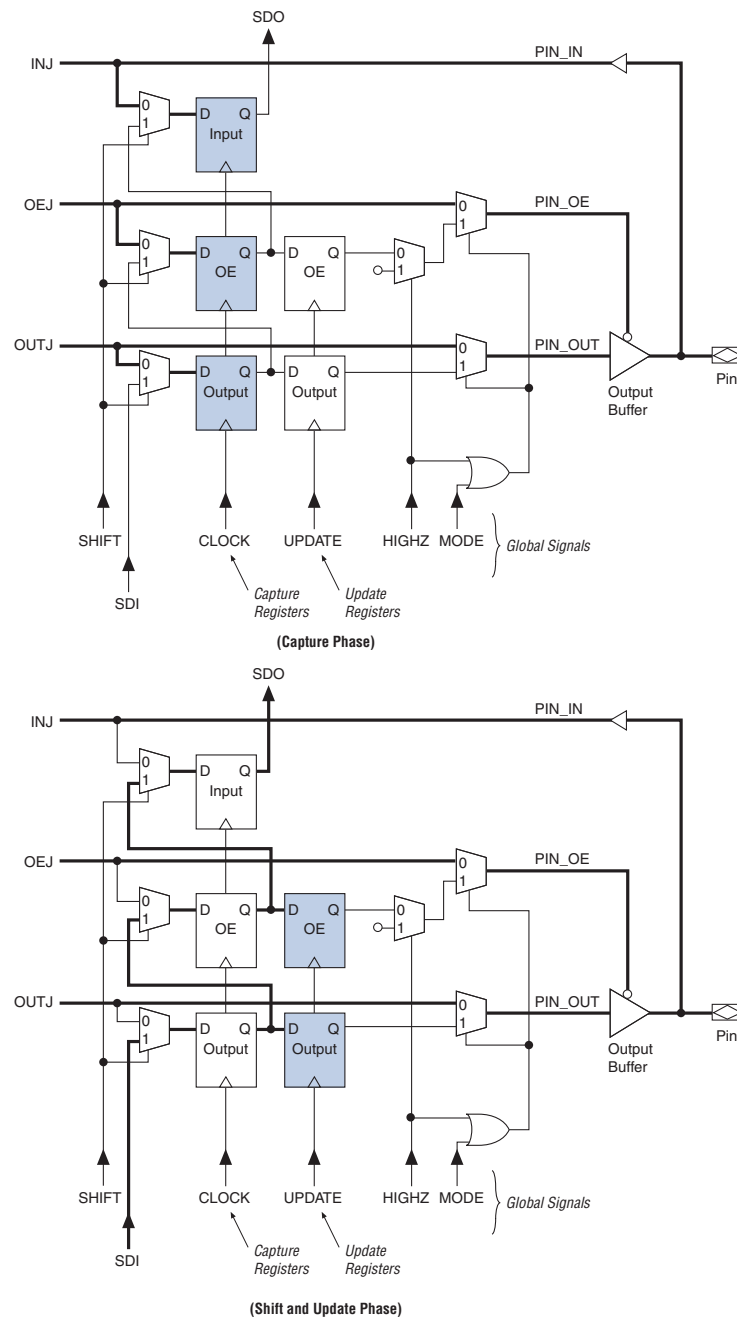 SDO
INJ
PIN_IN
0
1
D Q
Input
OEJ
0
PIN_OE
1
0
1
D Q
OE
D Q
OE
0
1
OUTJ
0
PIN_OUT
1
0
1
D Q
Output
D Q
Output
Output
Buffer
Pin
SHIFT
CLOCK
UPDATE
HIGHZ
MODE
Global Signals
SDI
Capture
Registers
Update
Registers
(Capture Phase)
SDO
INJ
PIN_IN
0
1
D Q
Input
OEJ
0
PIN_OE
1
0
1
D Q
OE
D Q
OE
0
1
OUTJ
0
PIN_OUT
1
0
1
D Q
Output
D Q
Output
Output
Buffer
Pin
SHIFT
CLOCK
UPDATE
HIGHZ
MODE
Global Signals
SDI
Capture
Registers
Update
Registers
(Shift and Update Phase)